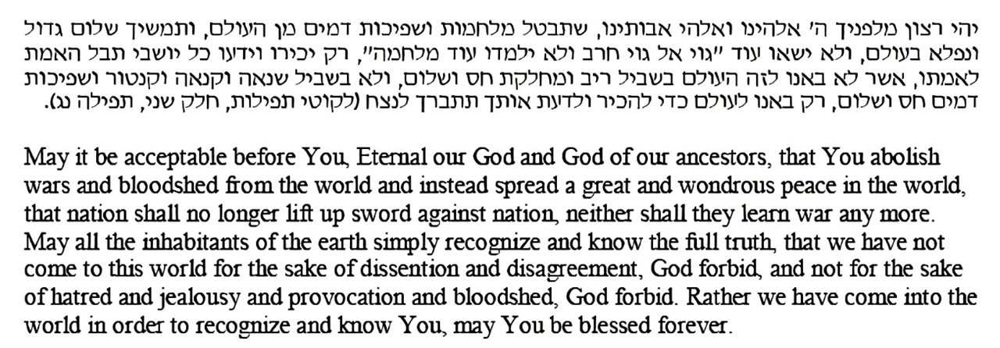 יהי רצון מלפניך ה' אלהינו ואלהי אבותינו, שתבטל מלחמות ושפיכות דמים מן העולם, ותמשיך שלום גדול
ונפלא בעולם, ולא ישאו עוד "גוי אל גוי חרב ולא ילמדו עוד מלחמה", רק יכירו וידעו כל יושבי תבל האמת
לאמתו, אשר לא באנו לזה העולם בשביל ריב ומחלקת חס ושלום, ולא בשביל שנאה וקנאה וקנטור ושפיכות
דמים חס ושלום, רק באנו לעולם כדי להכיר ולדעת אותך תתברך לנצח (לקוטי תפילות, חלק שני, תפילה נג).
May it be acceptable before You, Eternal our God and God of our ancestors, that You abolish
wars and bloodshed from the world and instead spread a great and wondrous peace in the world,
that nation shall no longer lift up sword against nation, neither shall they learn war any more.
May all the inhabitants of the earth simply recognize and know the full truth, that we have not
come to this world for the sake of dissention and disagreement, God forbid, and not for the sake
of hatred and jealousy and provocation and bloodshed, God forbid. Rather we have come into the
world in order to recognize and know You, may You be blessed forever.